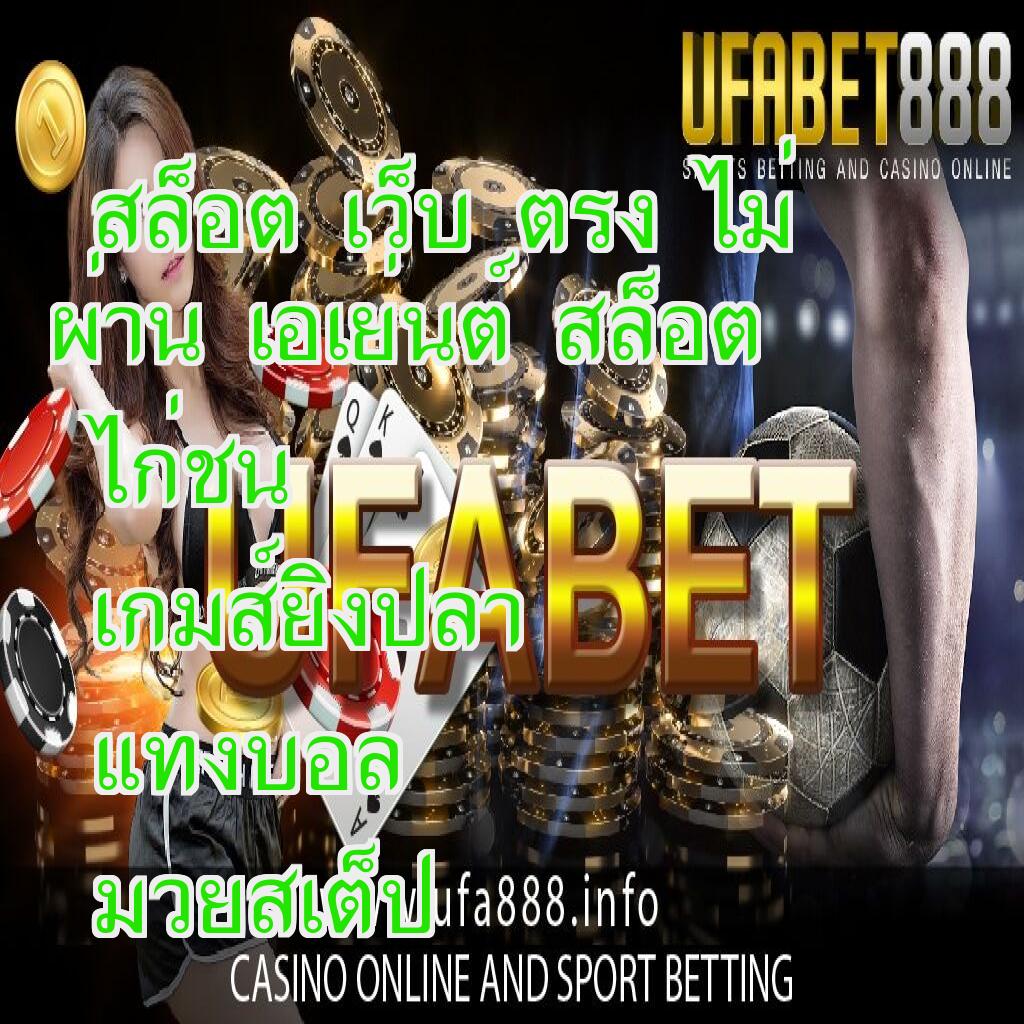 UFABET888
SPORTS BETTING AND CASINO ONLINE
สล็อต เว็บ ตรง ไม่
ผ่าน เอเย่นต์ สล็อต
ไก่ชน
UFABET
เกมส์ยิงปลา
แทงบอล
มวยสเต็ป
ufa888.info
CASINO ONLINE AND SPORT BETTING
Q
K
A
1